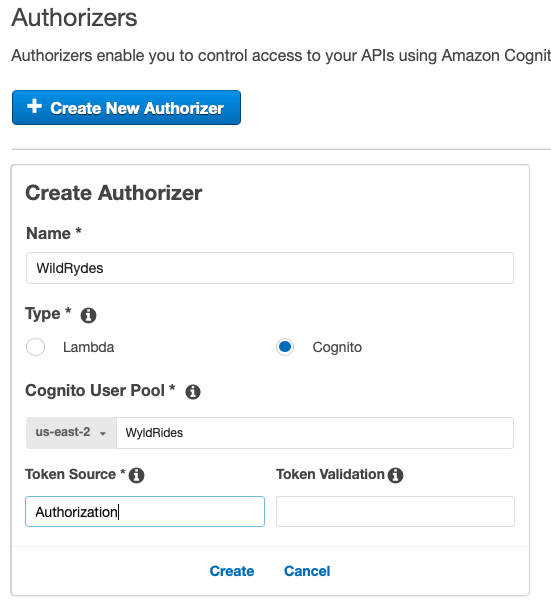 Authorizers
Authorizers enable you to control access to your APIs using Amazon Cognit
+ Create New Authorizer
Create Authorizer
Name *
WildRydes
Type *
Lambda Cognito
Cognito User Pool *
us-east-2 WyldRides
Token Source * Token Validation
Authorization
Create Cancel